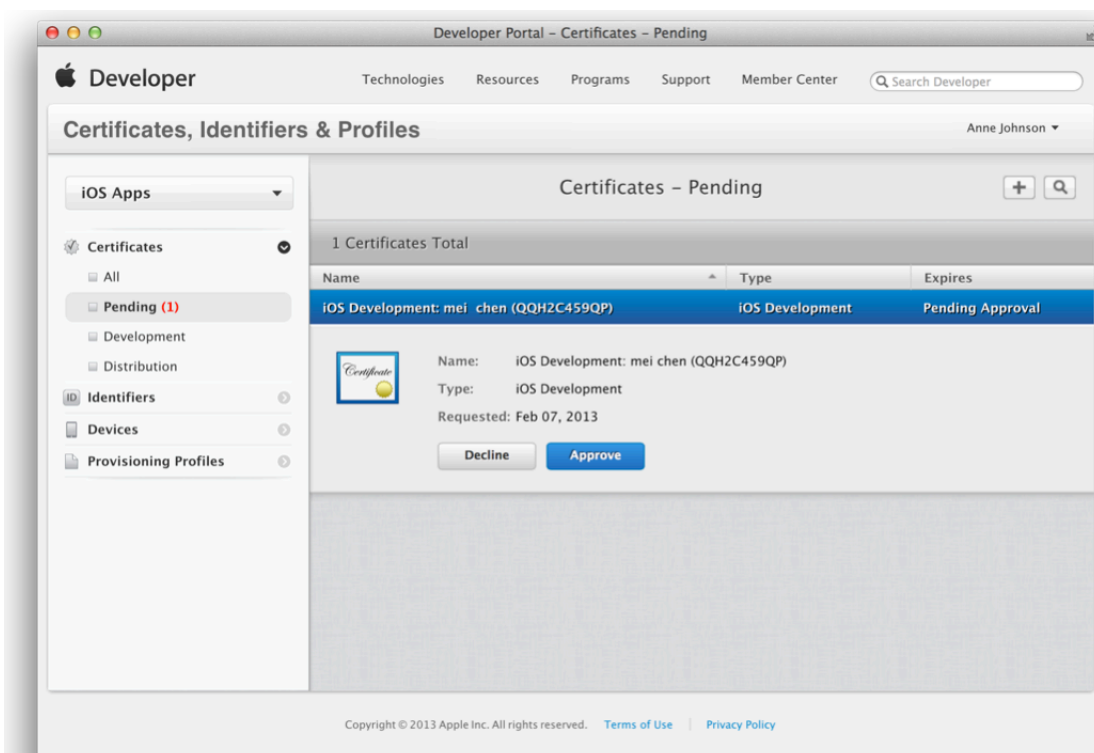 Developer Portal – Certificates – Pending
Developer Technologies Resources Programs Support Member Center Search Developer
Certificates, Identifiers & Profiles Anne Johnson
iOS Apps Certificates – Pending
Certificates 1 Certificates Total
All Name Type Expires
Pending (1) iOS Development: mei chen (QQH2C459QP) iOS Development Pending Approval
Development
Distribution
Identifiers
Devices
Provisioning Profiles
Certificate
Name: iOS Development: mei chen (QQH2C459QP)
Type: iOS Development
Requested: Feb 07, 2013
Decline Approve
Copyright © 2013 Apple Inc. All rights reserved. Terms of Use Privacy Policy